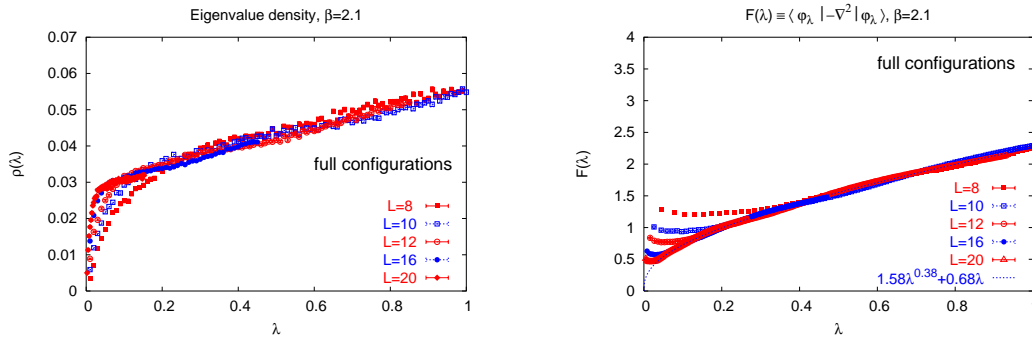 Eigenvalue density, β=2.1
ρ(λ)
0.07
0.06
0.05
0.04
0.03
0.02
0.01
0
0 0.2 0.4 0.6 0.8 1
λ
full configurations
L=8
L=10
L=12
L=16
L=20
F(λ) ≡ ⟨ φλ |−∇² | φλ ⟩, β=2.1
F(λ)
4
3.5
3
2.5
2
1.5
1
0.5
0
0 0.2 0.4 0.6 0.8 1
λ
full configurations
L=8
L=10
L=12
L=16
L=20
1.58λ^0.38+0.68λ